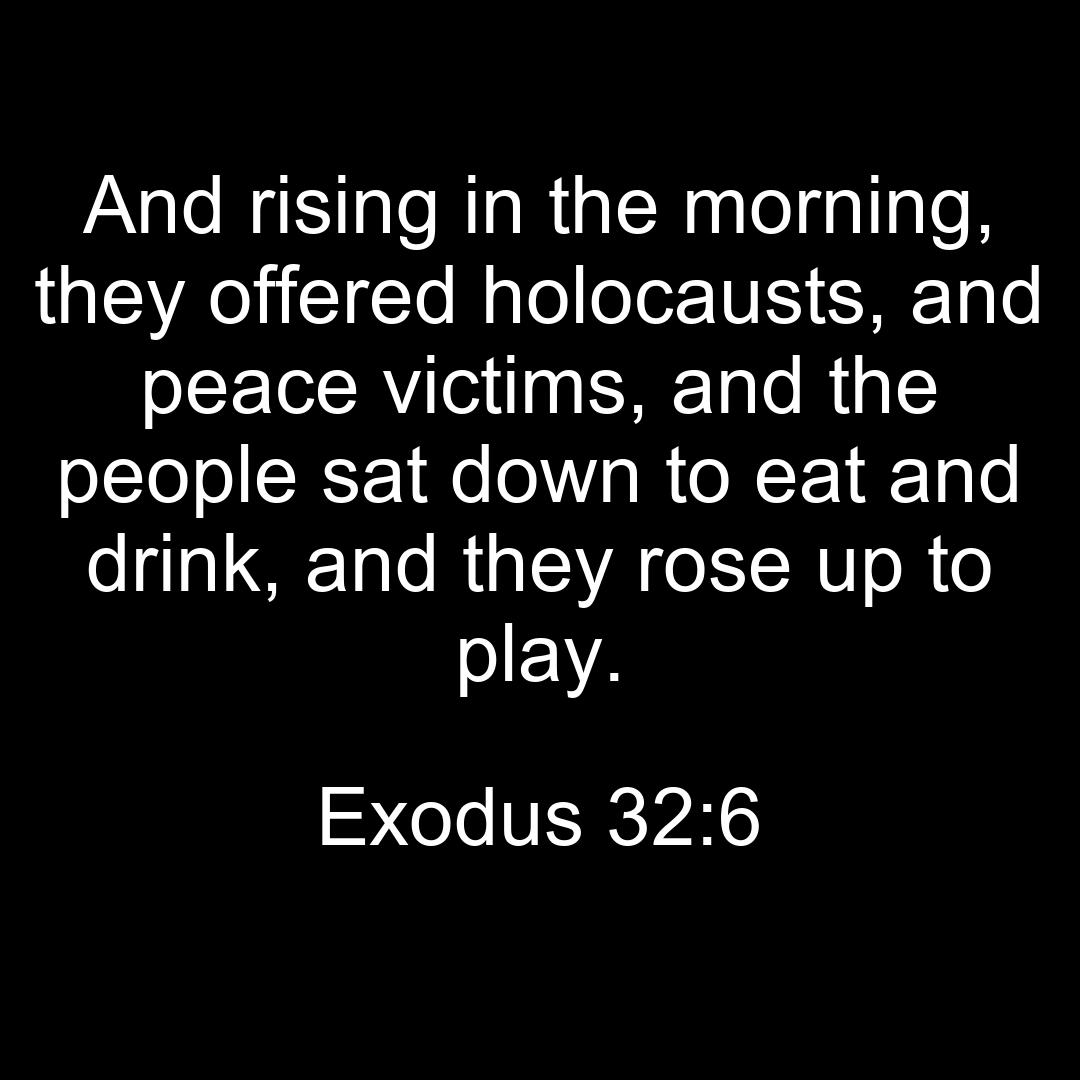 And rising in the morning,
they offered holocausts, and
peace victims, and the
people sat down to eat and
drink, and they rose up to
play.
Exodus 32:6